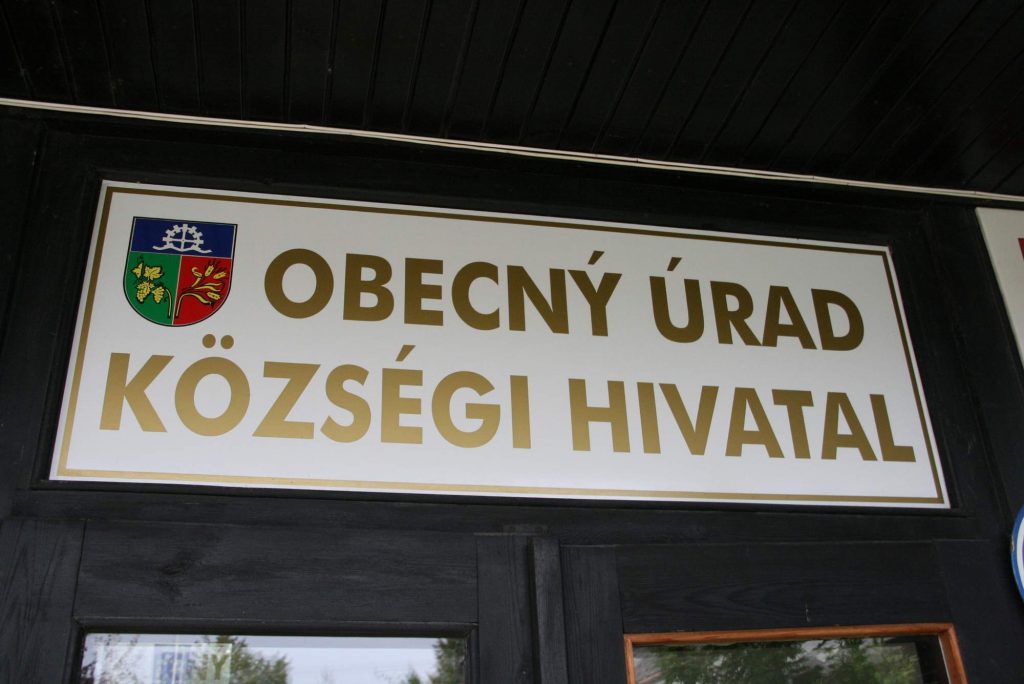 OBECNÝ ÚRAD
KÖZSÉGI HIVATAL